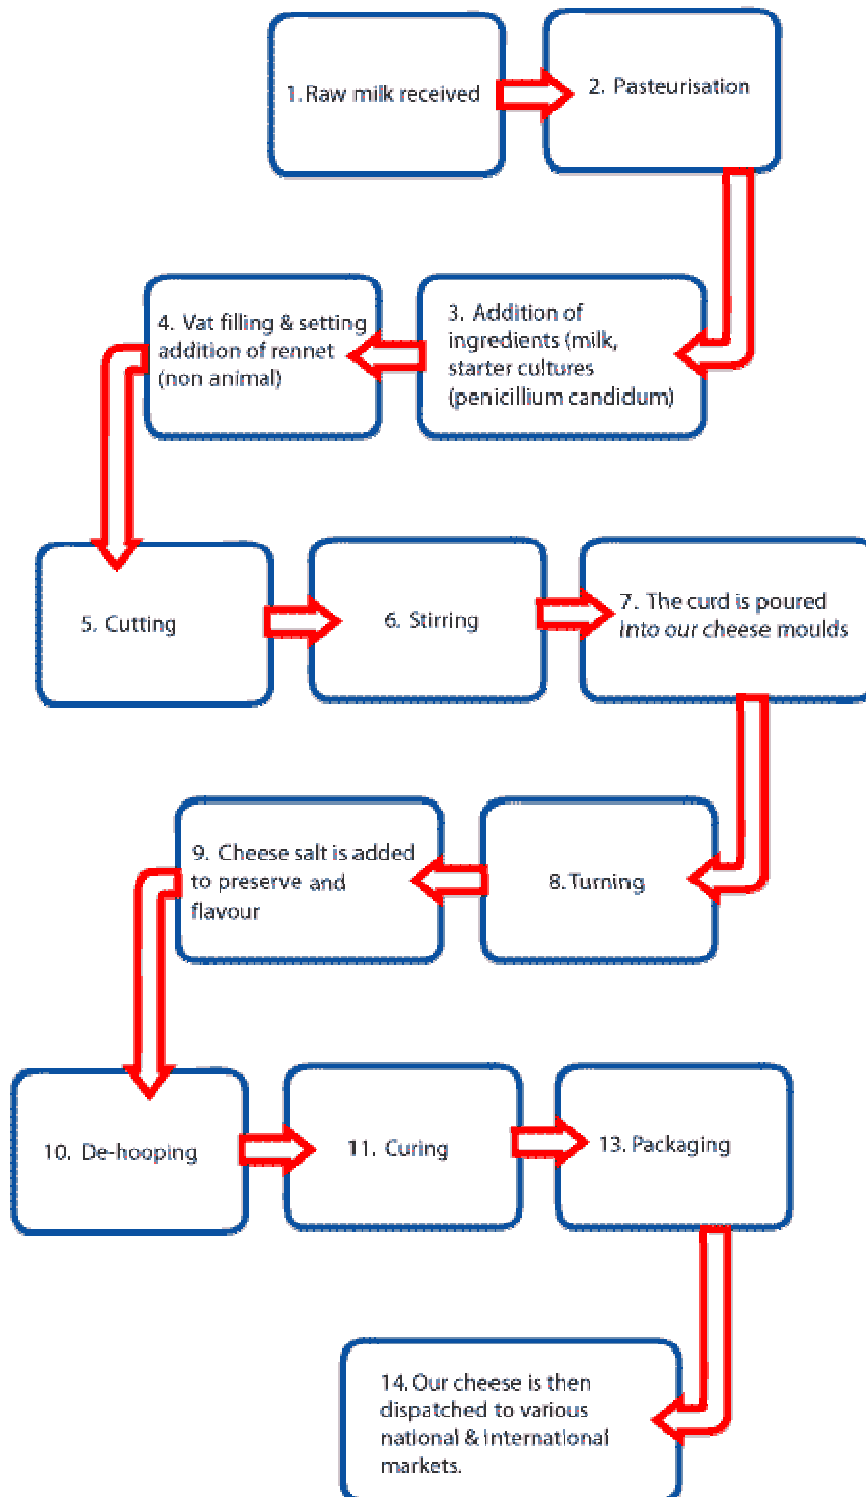 1. Raw milk received
2. Pasteurisation
3. Addition of
ingredients (milk,
starter cultures
(penicillium candiclum)
4. Vat filling & setting
addition of rennet
(non animal)
5. Cutting
6. Stirring
7. The curd is poured
into our cheese moulds
8. Turning
9. Cheese salt is added
to preserve and
flavour
10. De-hooping
11. Curing
13. Packaging
14. Our cheese is then
dispatched to various
national & international
markets.